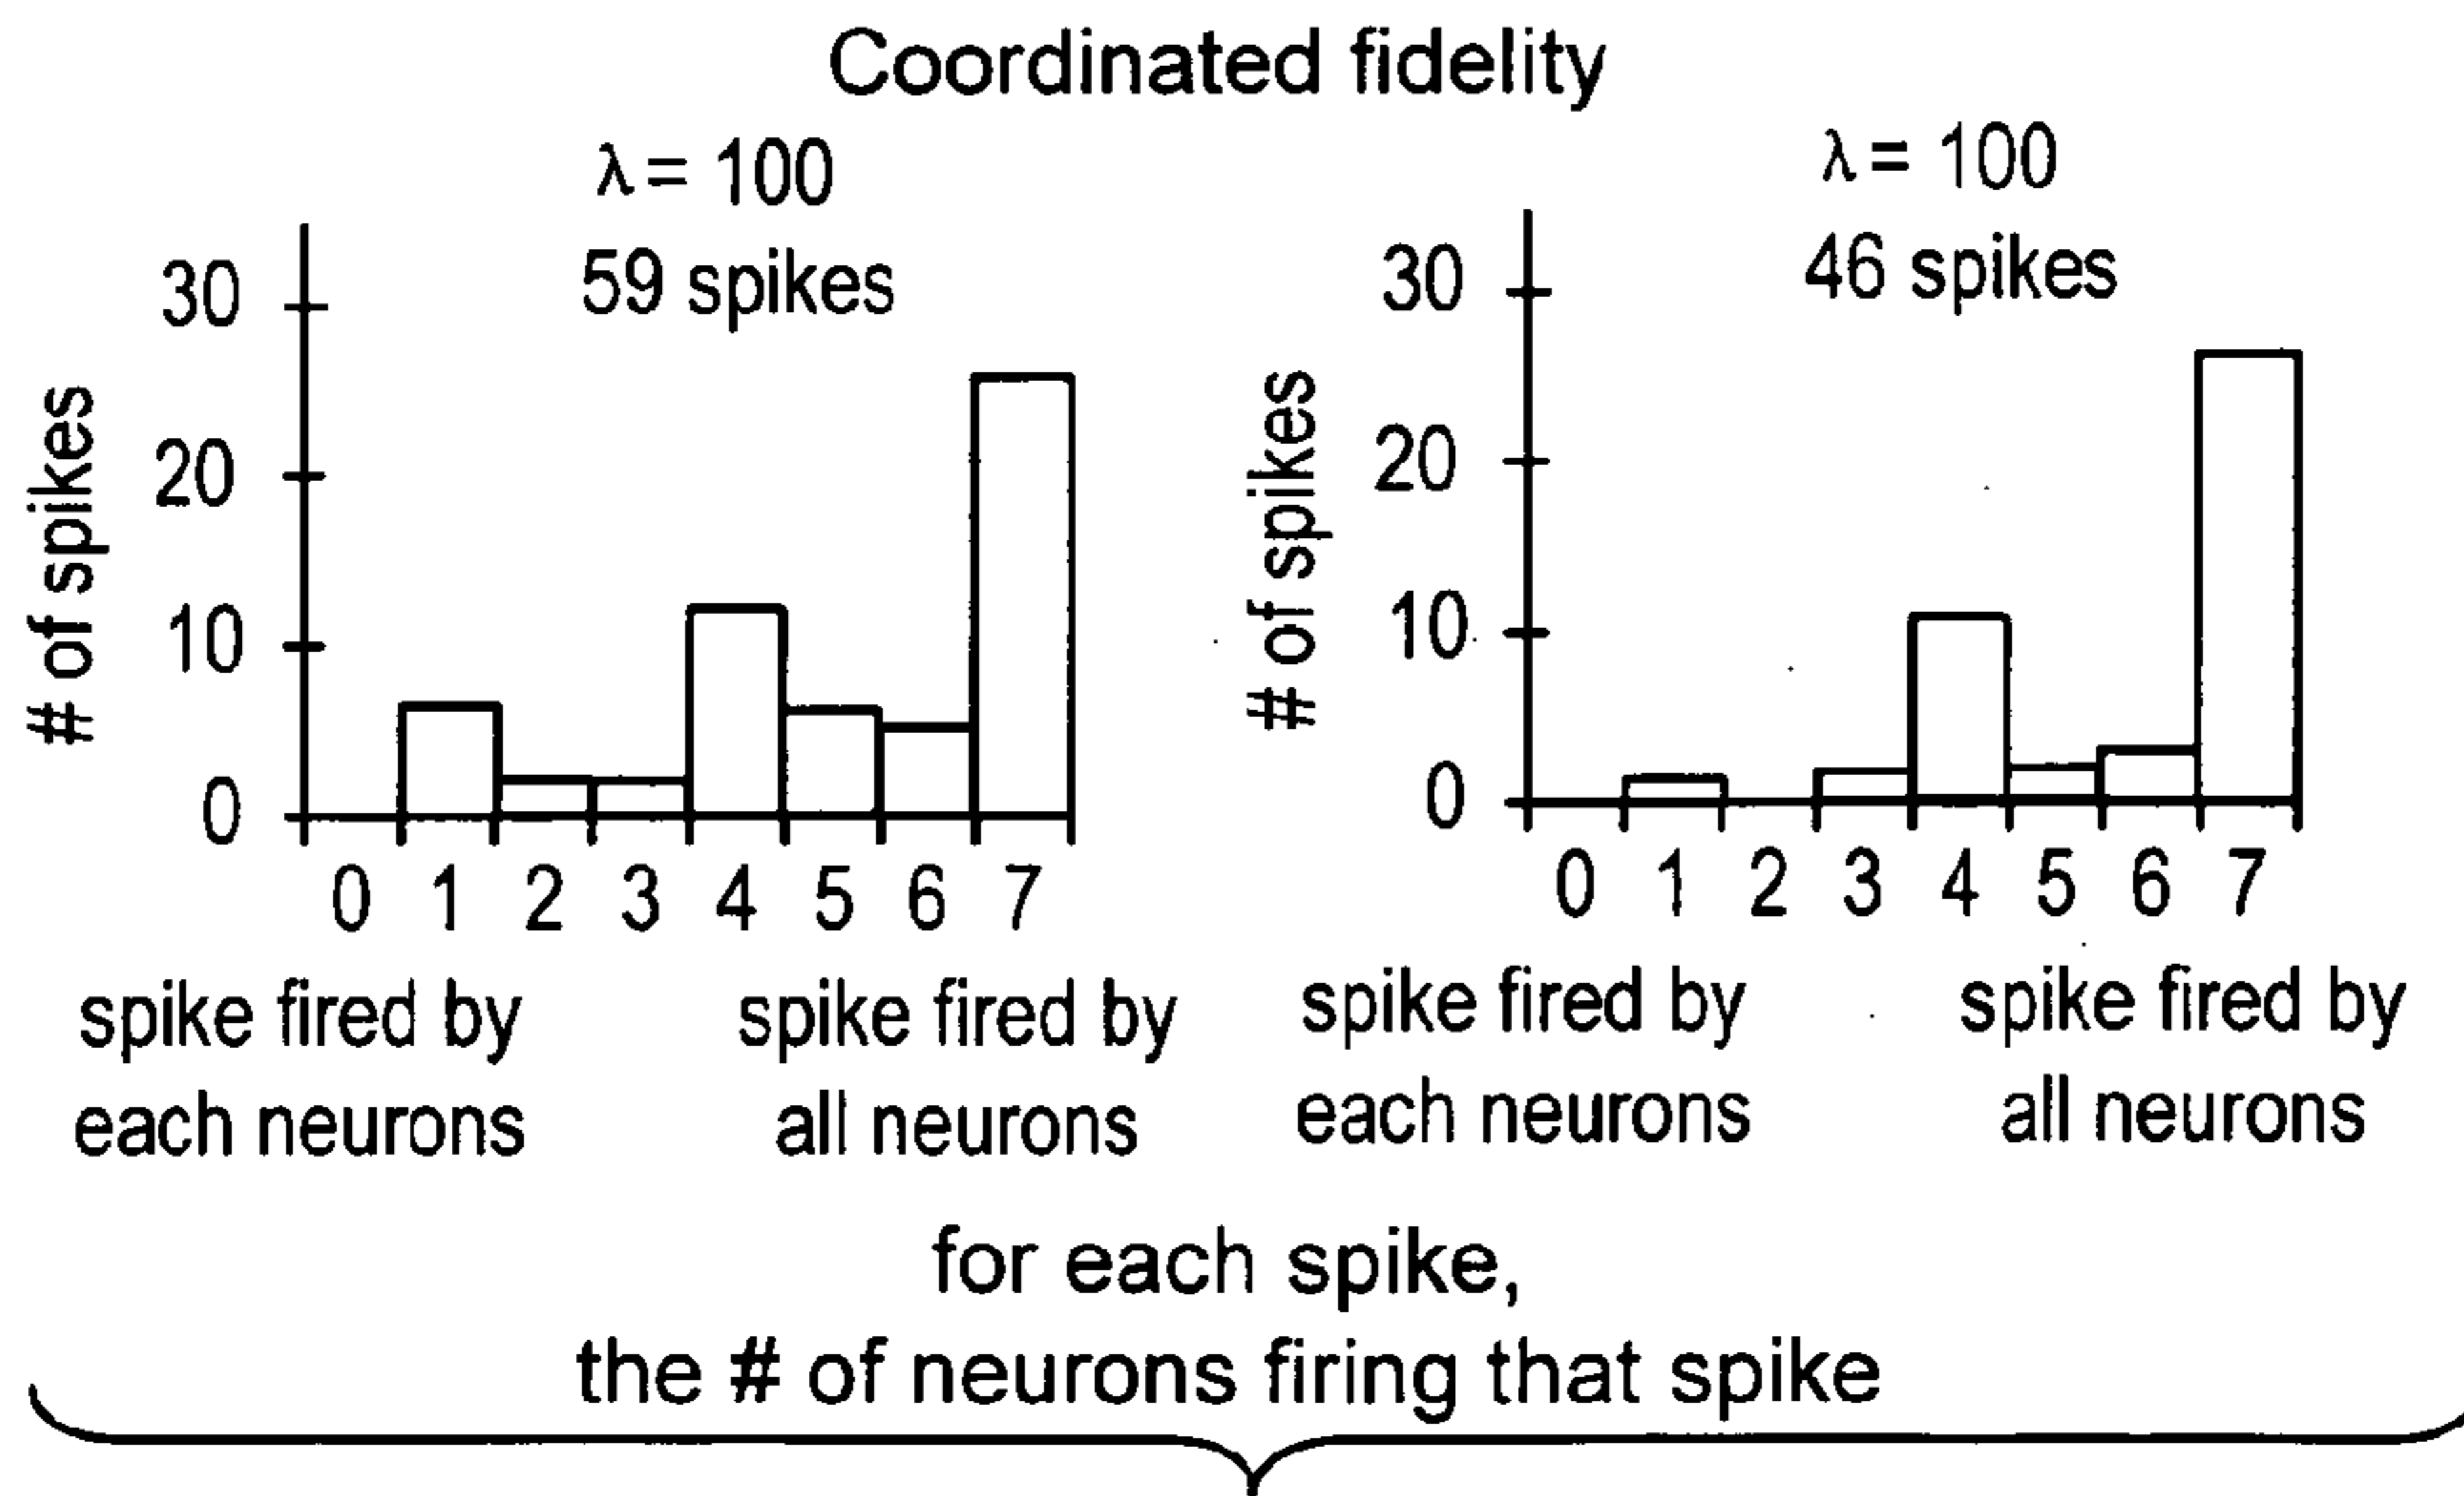 Coordinated fidelity
λ = 100
59 spikes
# of spikes
30
20
10
0
0 1 2 3 4 5 6 7
spike fired by
each neurons
spike fired by
all neurons
λ = 100
46 spikes
# of spikes
30
20
10
0
0 1 2 3 4 5 6 7
spike fired by
each neurons
spike fired by
all neurons
for each spike,
the # of neurons firing that spike